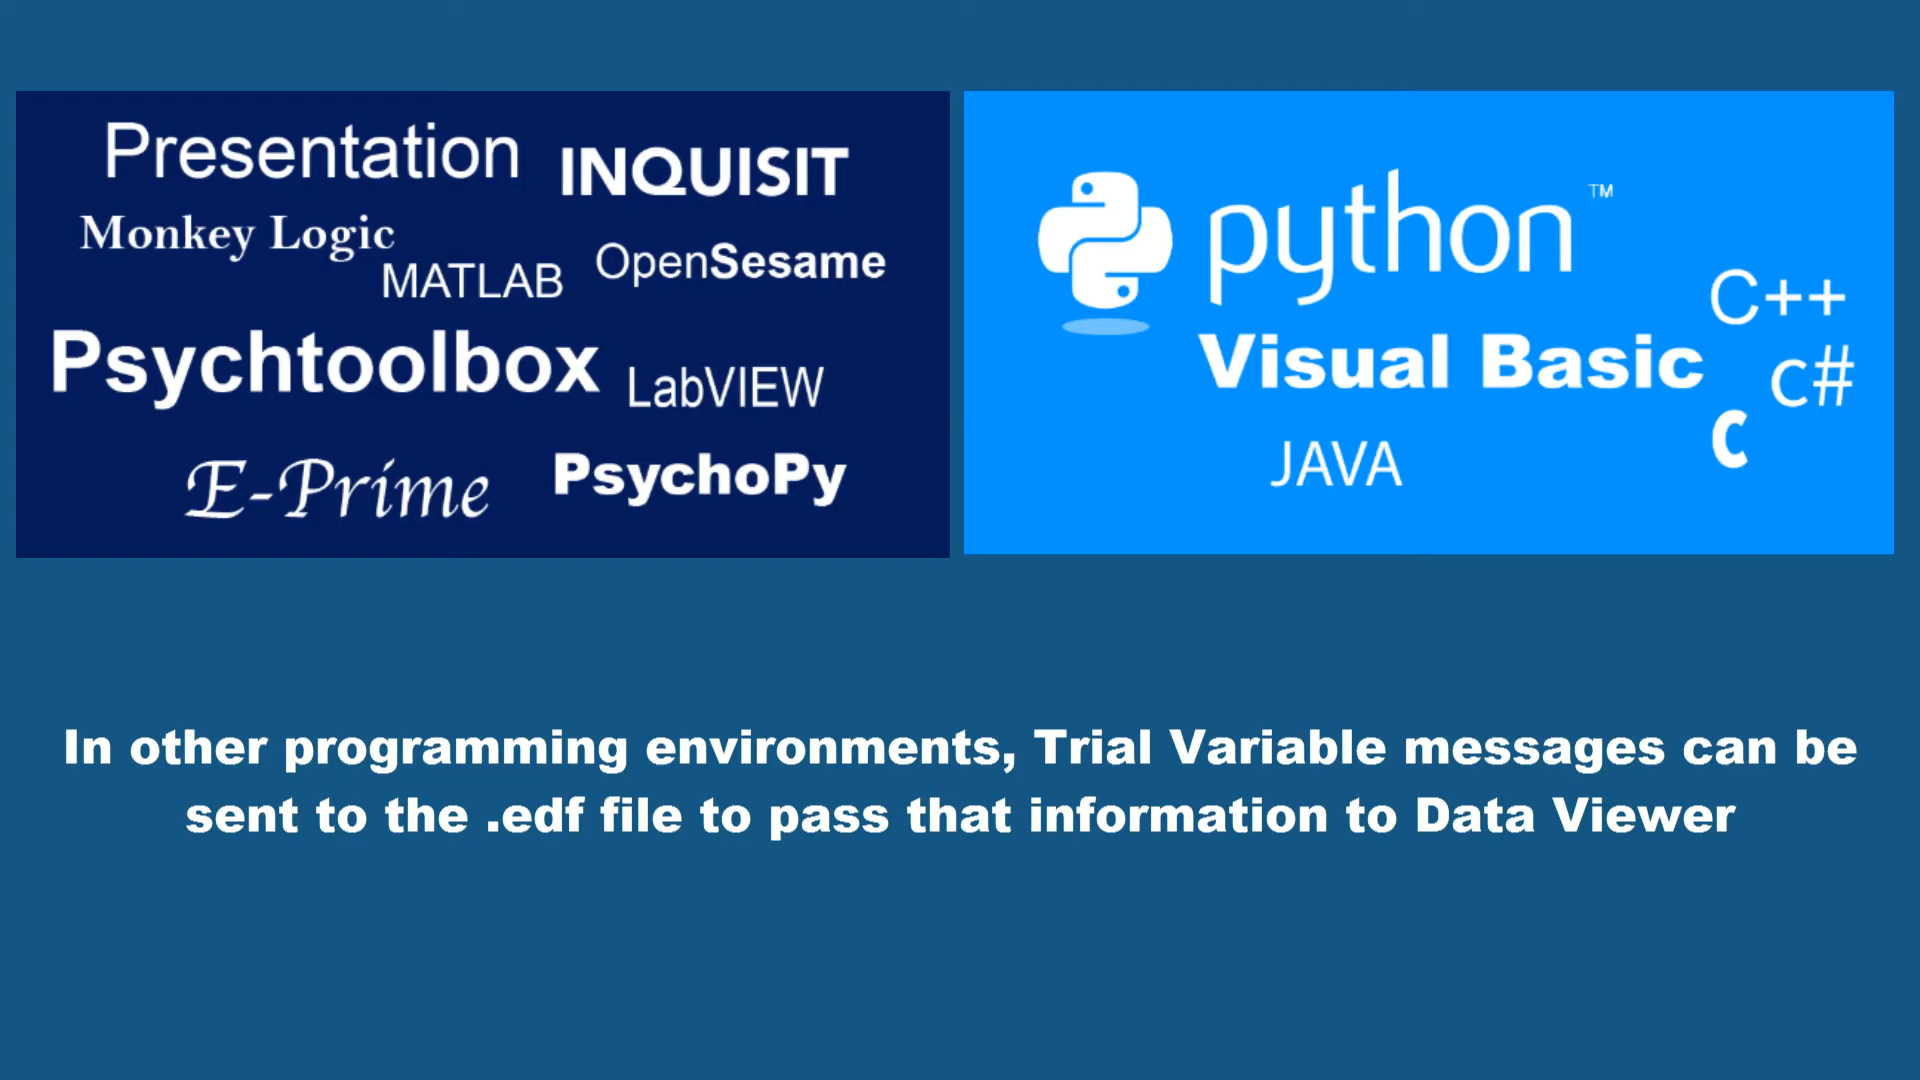 Presentation
INQUISIT
Monkey Logic
MATLAB
OpenSesame
Psychtoolbox
LabVIEW
E-Prime
PsychoPy
python™
C++
Visual Basic
c#
C
JAVA
In other programming environments, Trial Variable messages can be
sent to the .edf file to pass that information to Data Viewer